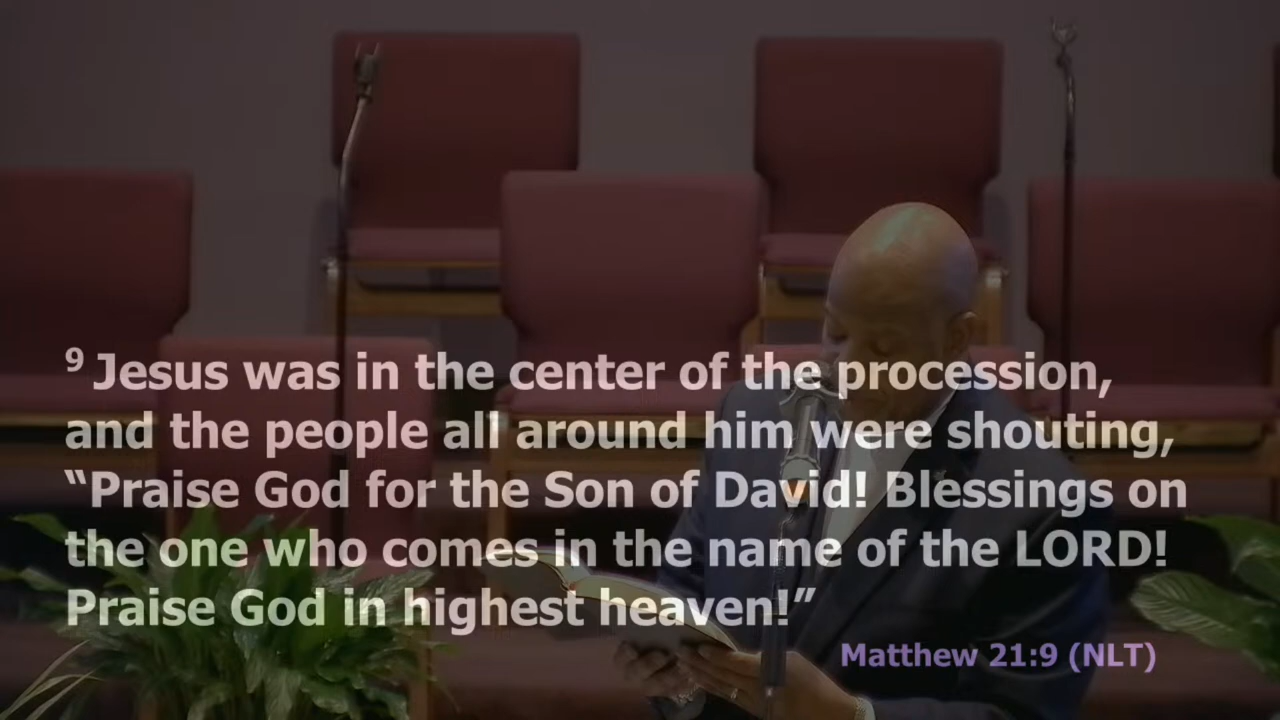 9 Jesus was in the center of the procession,
and the people all around him were shouting,
“Praise God for the Son of David! Blessings on
the one who comes in the name of the LORD!
Praise God in highest heaven!”
Matthew 21:9 (NLT)